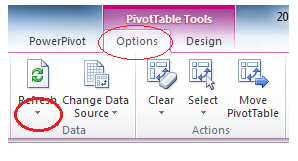 PivotTable Tools 20
PowerPivot Options Design
Refresh Change Data Clear Select Move
Source PivotTable
Data Actions